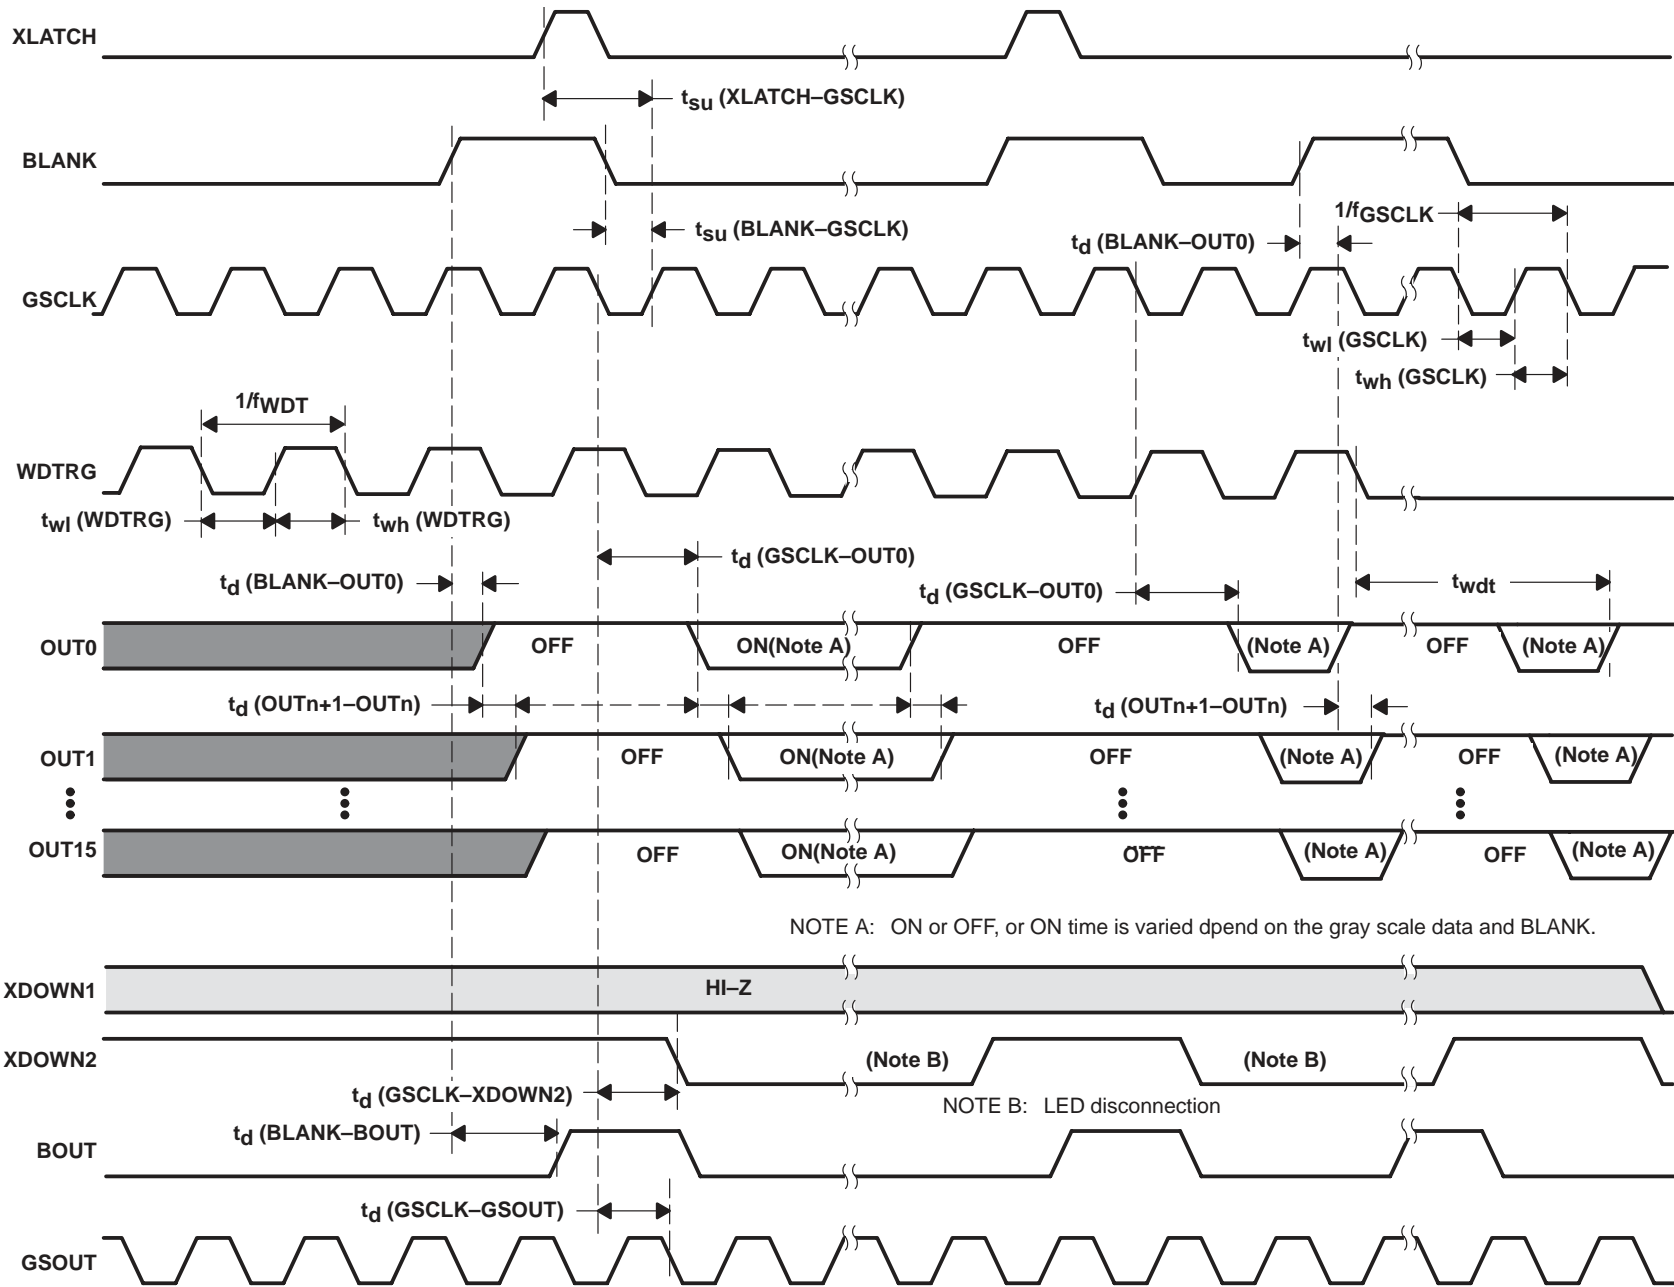 XLATCH
tsu (XLATCH–GSCLK)
BLANK
tsu (BLANK–GSCLK)
1/fGSCLK
td (BLANK–OUT0)
GSCLK
twl (GSCLK)
twh (GSCLK)
1/fWDT
WDTRG
twl (WDTRG)
twh (WDTRG)
td (GSCLK–OUT0)
td (BLANK–OUT0)
td (GSCLK–OUT0)
twdt
OUT0
OFF
ON(Note A)
OFF
(Note A)
OFF
(Note A)
td (OUTn+1–OUTn)
td (OUTn+1–OUTn)
OUT1
OFF
ON(Note A)
OFF
(Note A)
OFF
(Note A)
OUT15
OFF
ON(Note A)
OFF
(Note A)
OFF
(Note A)
NOTE A: ON or OFF, or ON time is varied dpend on the gray scale data and BLANK.
XDOWN1
HI–Z
XDOWN2
(Note B)
(Note B)
td (GSCLK–XDOWN2)
NOTE B: LED disconnection
td (BLANK–BOUT)
BOUT
td (GSCLK–GSOUT)
GSOUT